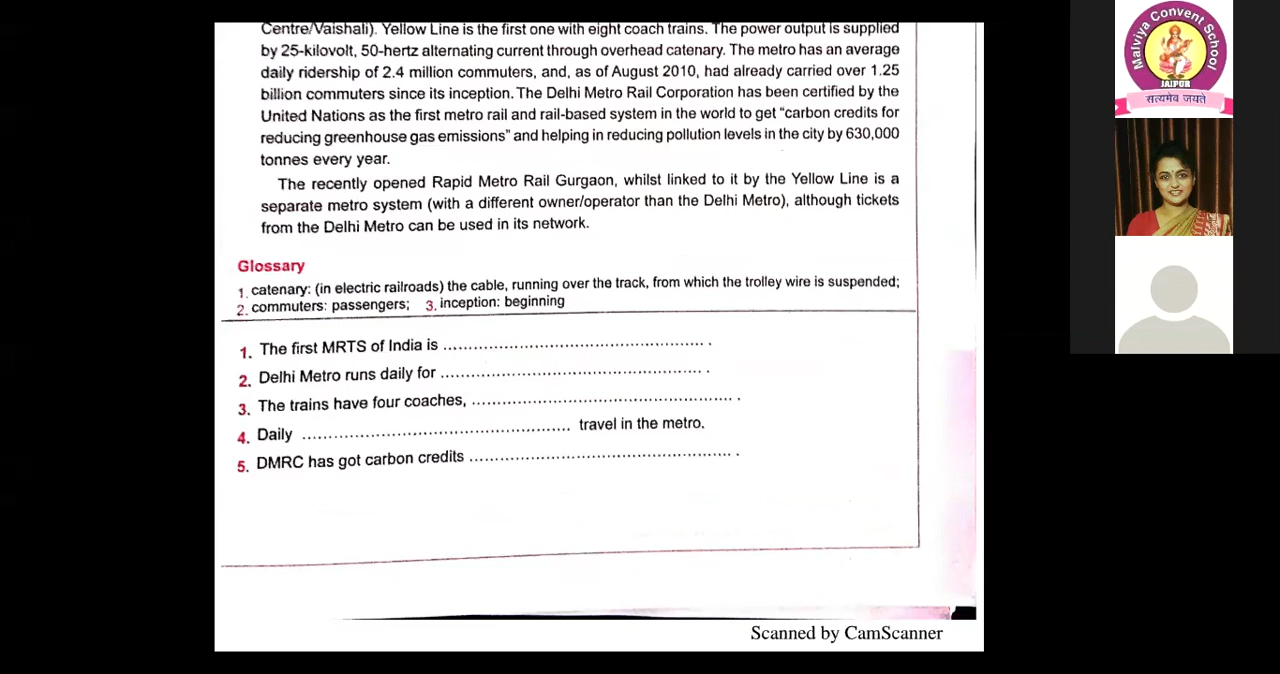 Centre/Vaishali). Yellow Line is the first one with eight coach trains. The power output is supplied
by 25-kilovolt, 50-hertz alternating current through overhead catenary. The metro has an average
daily ridership of 2.4 million commuters, and, as of August 2010, had already carried over 1.25
billion commuters since its inception. The Delhi Metro Rail Corporation has been certified by the
United Nations as the first metro rail and rail-based system in the world to get “carbon credits for
reducing greenhouse gas emissions” and helping in reducing pollution levels in the city by 630,000
tonnes every year.
The recently opened Rapid Metro Rail Gurgaon, whilst linked to it by the Yellow Line is a
separate metro system (with a different owner/operator than the Delhi Metro), although tickets
from the Delhi Metro can be used in its network.
Glossary
1. catenary: (in electric railroads) the cable, running over the track, from which the trolley wire is suspended;
2. commuters: passengers; 3. inception: beginning
1. The first MRTS of India is ............................................................ .
2. Delhi Metro runs daily for ............................................................ .
3. The trains have four coaches, ............................................................ .
4. Daily ............................................................ travel in the metro.
5. DMRC has got carbon credits ............................................................ .
Scanned by CamScanner
Malviya Convent School
JAIPUR
सत्यमेव जयते